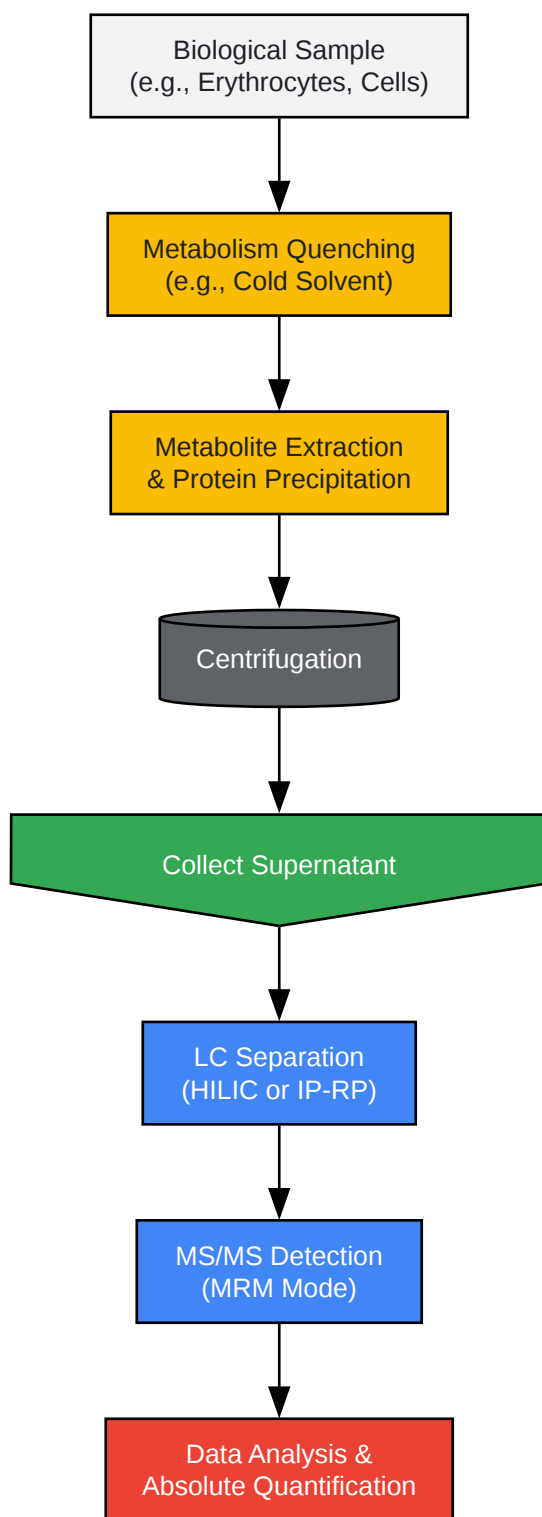 Biological Sample
(e.g., Erythrocytes, Cells)
Metabolism Quenching
(e.g., Cold Solvent)
Metabolite Extraction
& Protein Precipitation
Centrifugation
Collect Supernatant
LC Separation
(HILIC or IP-RP)
MS/MS Detection
(MRM Mode)
Data Analysis &
Absolute Quantification